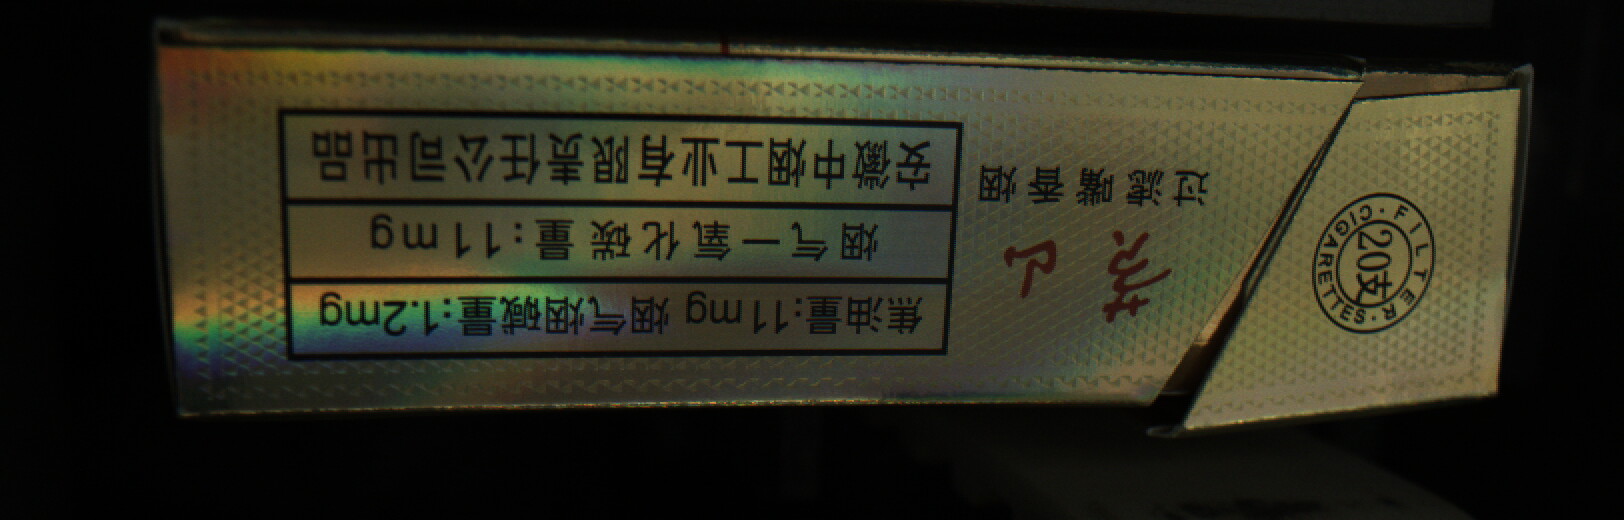 黄山
过滤嘴香烟
焦油量:11mg 烟气烟碱量:1.2mg
烟气一氧化碳量:11mg
安徽中烟工业有限责任公司出品
FILTER·CIGARETTES·
20支